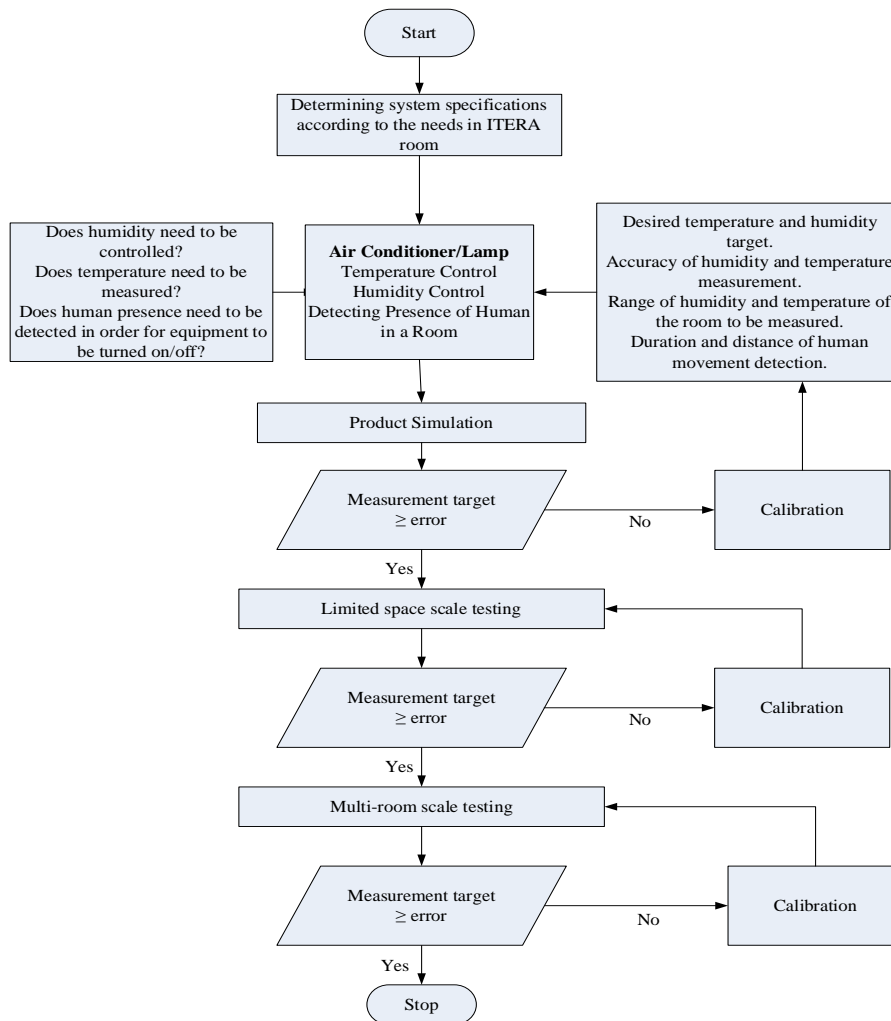 Start
Determining system specifications
according to the needs in ITERA
room
Does humidity need to be
controlled?
Does temperature need to be
measured?
Does human presence need to be
detected in order for equipment to
be turned on/off?
Air Conditioner/Lamp
Temperature Control
Humidity Control
Detecting Presence of Human
in a Room
Desired temperature and humidity
target.
Accuracy of humidity and temperature
measurement.
Range of humidity and temperature of
the room to be measured.
Duration and distance of human
movement detection.
Product Simulation
Measurement target
≥ error
No
Calibration
Yes
Limited space scale testing
Measurement target
≥ error
No
Calibration
Yes
Multi-room scale testing
Measurement target
≥ error
No
Calibration
Yes
Stop